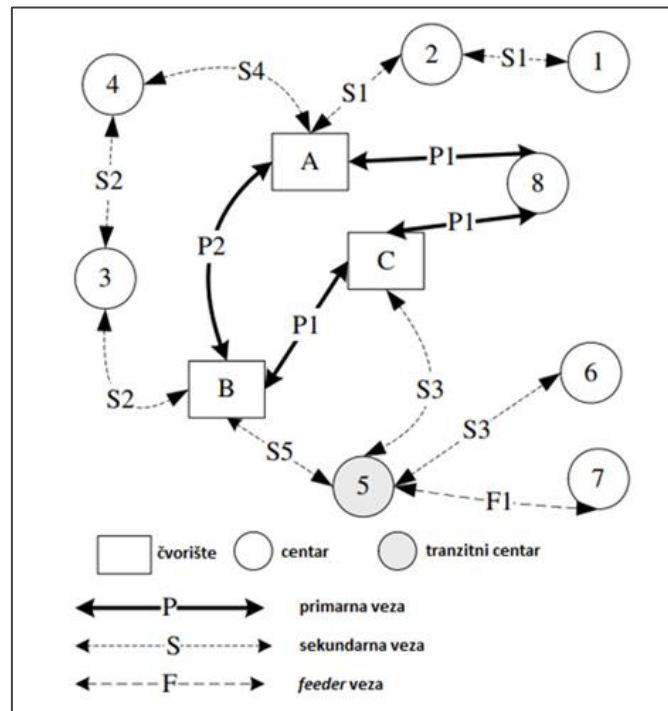 2
S1
1
4
S4
S1
A
P1
8
S2
P2
P1
C
3
P1
B
6
S2
S3
S3
S5
5
7
F1
čvorište
centar
tranzitni centar
P
primarna veza
S
sekundarna veza
F
feeder veza